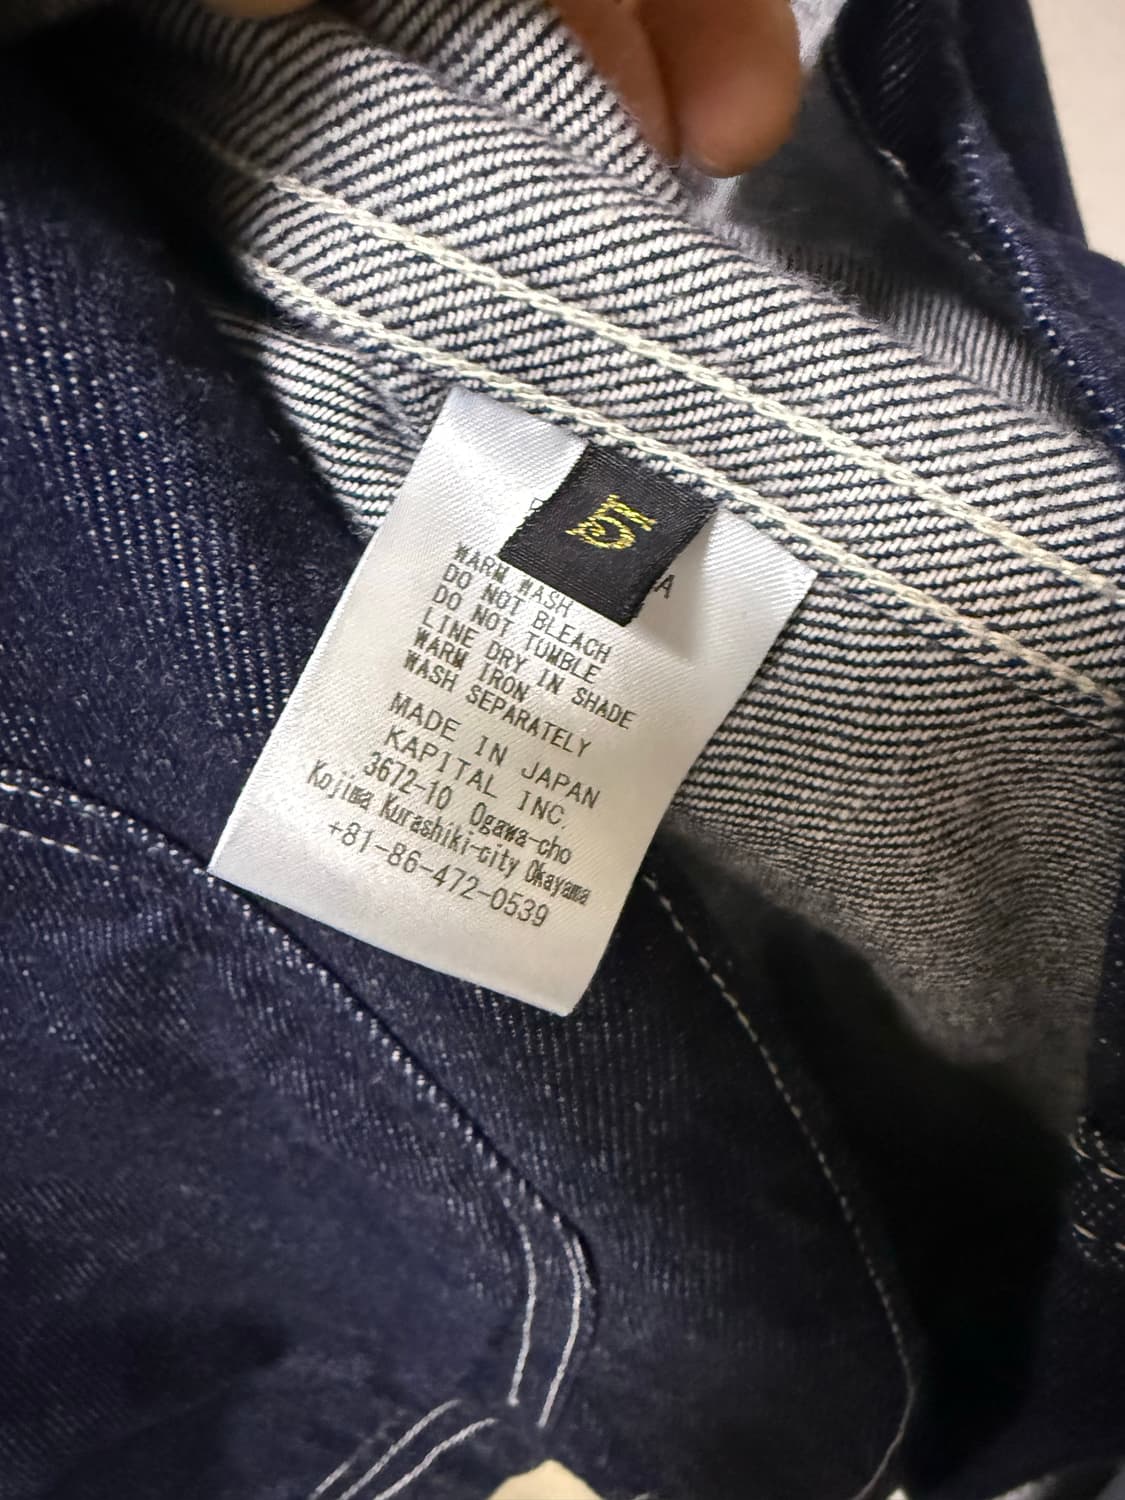 5
WARM WASH
DO NOT BLEACH
DO NOT TUMBLE
LINE DRY IN SHADE
WARM IRON
WASH SEPARATELY
MADE IN JAPAN
KAPITAL INC.
3672-10 Ogawa-cho
Kojima Kurashiki-city Okayama
+81-86-472-0539